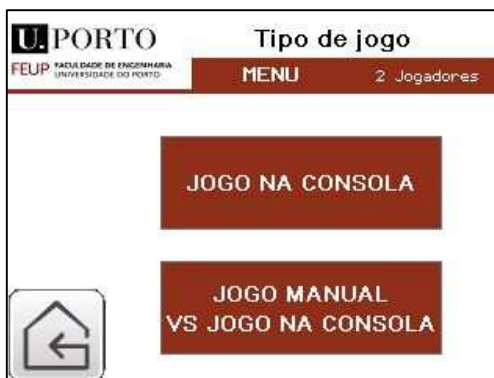 U. PORTO
FEUP FACULDADE DE ENGENHARIA
UNIVERSIDADE DO PORTO
Tipo de jogo
MENU 2 Jogadores
JOGO NA CONSOLA
JOGO MANUAL
VS JOGO NA CONSOLA